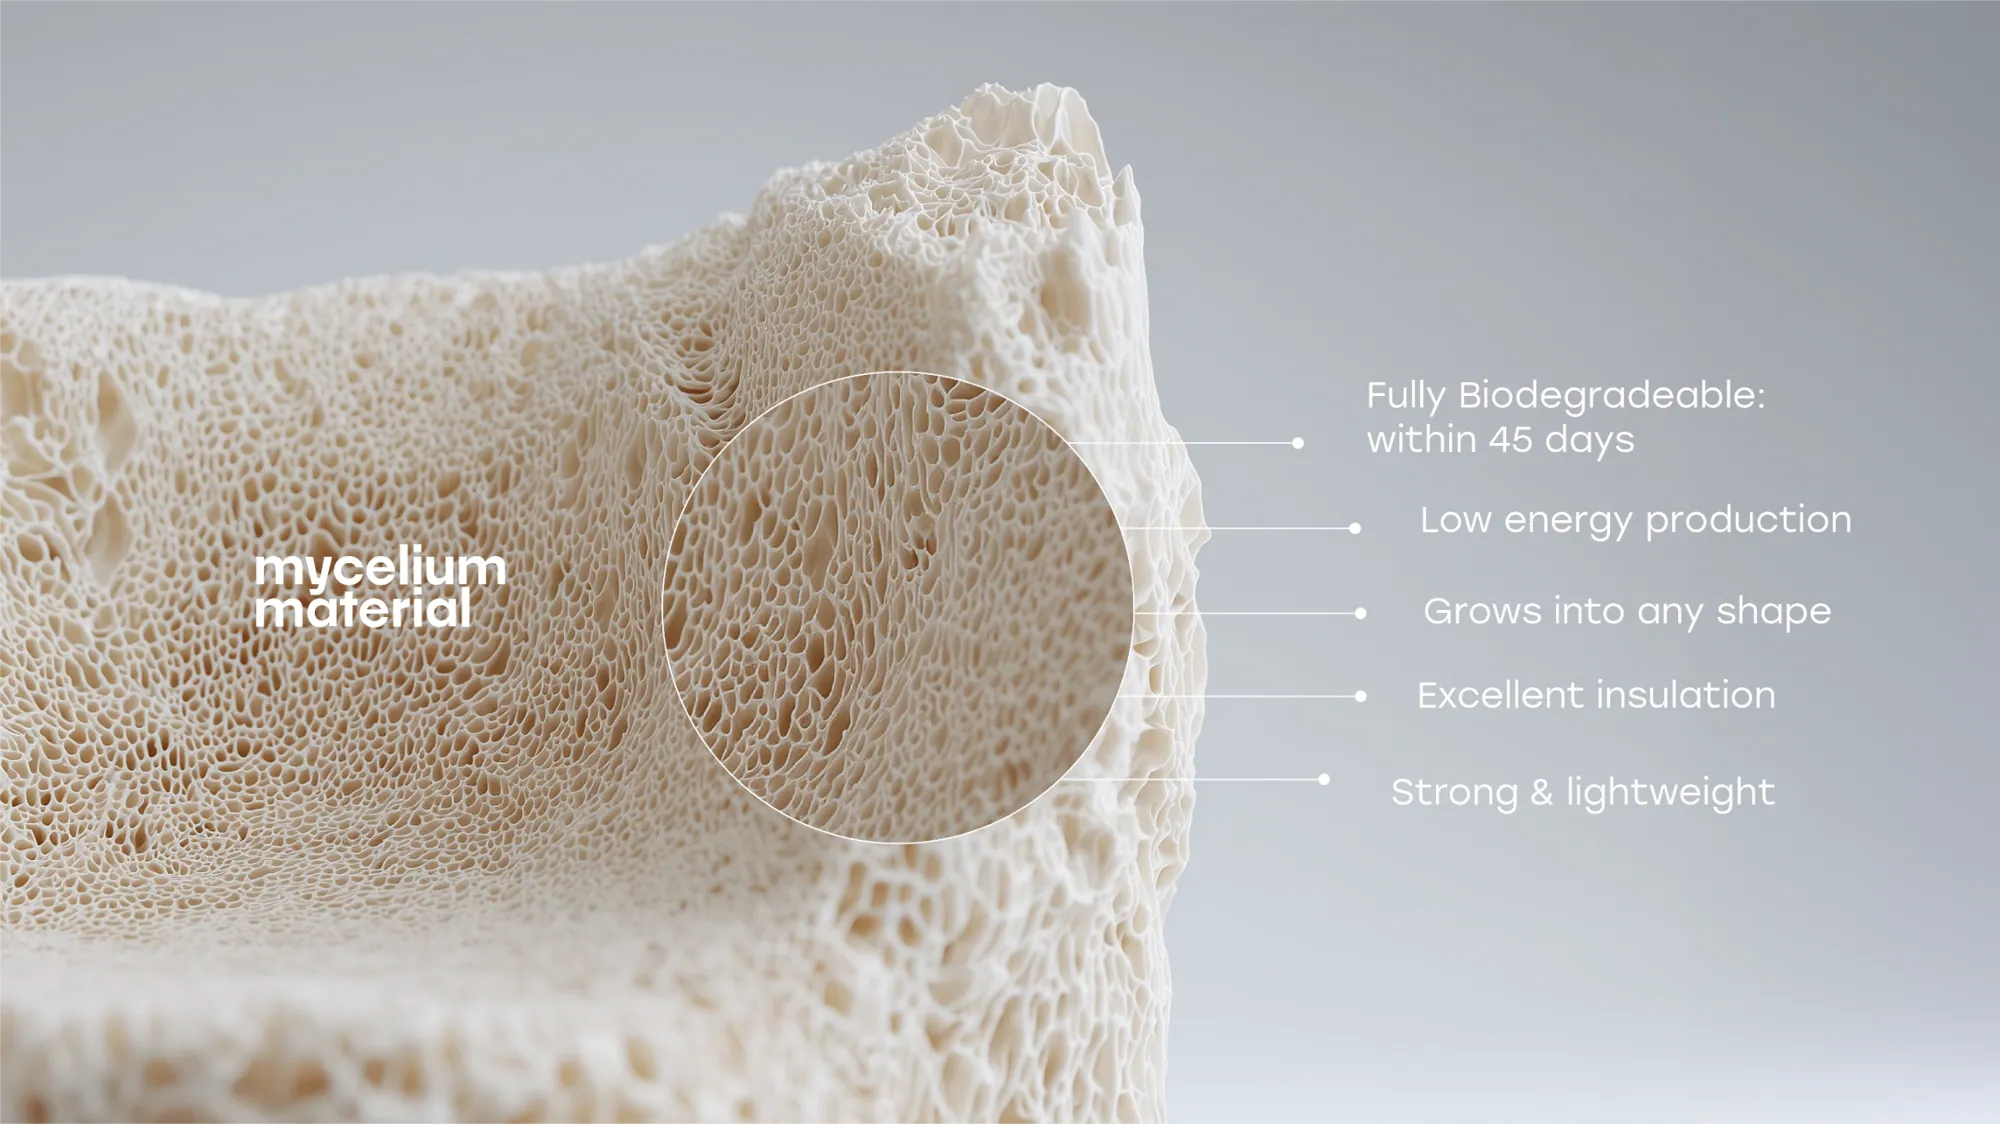 mycelium
material
Fully Biodegradeable:
within 45 days
Low energy production
Grows into any shape
Excellent insulation
Strong & lightweight